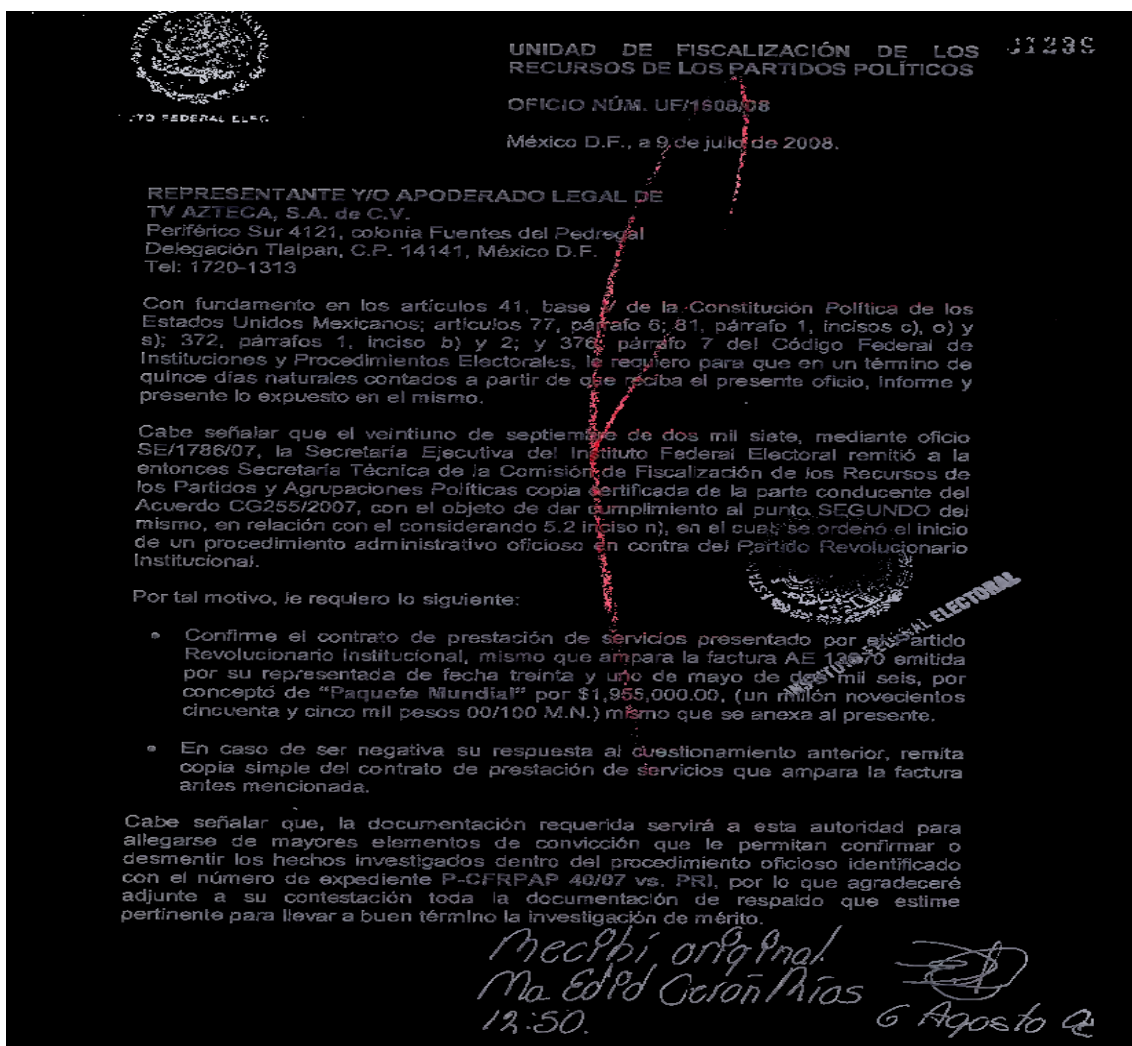 UNIDAD DE FISCALIZACIÓN DE LOS
RECURSOS DE LOS PARTIDOS POLÍTICOS
OFICIO NÚM. UF/1608/08
México D.F., a 9 de julio de 2008.
REPRESENTANTE Y/O APODERADO LEGAL DE
TV AZTECA, S.A. de C.V.
Periférico Sur 4121, colonia Fuentes del Pedregal
Delegación Tlalpan, C.P. 14141, México D.F.
Tel: 1720-1313
Con fundamento en los artículos 41, base V de la Constitución Política de los
Estados Unidos Mexicanos; artículos 77, párrafo 6; 81, párrafo 1, incisos c), o) y
s); 372, párrafos 1, inciso b) y 2; y 376, párrafo 7 del Código Federal de
Instituciones y Procedimientos Electorales, le requiero para que en un término de
quince días naturales contados a partir de que reciba el presente oficio, informe y
presente lo expuesto en el mismo.
Cabe señalar que el veintiuno de septiembre de dos mil siete, mediante oficio
SE/1786/07, la Secretaría Ejecutiva del Instituto Federal Electoral remitió a la
entonces Secretaría Técnica de la Comisión de Fiscalización de los Recursos de
los Partidos y Agrupaciones Políticas copia certificada de la parte conducente del
Acuerdo CG255/2007, con el objeto de dar cumplimiento al punto SEGUNDO del
mismo, en relación con el considerando 5.2 inciso n), en el cual se ordenó el inicio
de un procedimiento administrativo oficioso en contra del Partido Revolucionario
Institucional.
INSTITUTO FEDERAL ELECTORAL
Por tal motivo, le requiero lo siguiente:
• Confirme el contrato de prestación de servicios presentado por el Partido
Revolucionario Institucional, mismo que ampara la factura AE emitida
por su representada de fecha treinta y uno de mayo de dos mil seis, por
concepto de "Paquete Mundial" por $1,955,000.00, (un millón novecientos
cincuenta y cinco mil pesos 00/100 M.N.) mismo que se anexa al presente.
• En caso de ser negativa su respuesta al cuestionamiento anterior, remita
copia simple del contrato de prestación de servicios que ampara la factura
antes mencionada.
Cabe señalar que, la documentación requerida servirá a esta autoridad para
allegarse de mayores elementos de convicción que le permitan confirmar o
desmentir los hechos investigados dentro del procedimiento oficioso identificado
con el número de expediente P-CFRPAP 40/07 vs. PRI, por lo que agradeceré
adjunte a su contestación toda la documentación de respaldo que estime
pertinente para llevar a buen término la investigación de mérito.
Recibí original
Ma Edid Ceron Rios
12:50.
6 Agosto